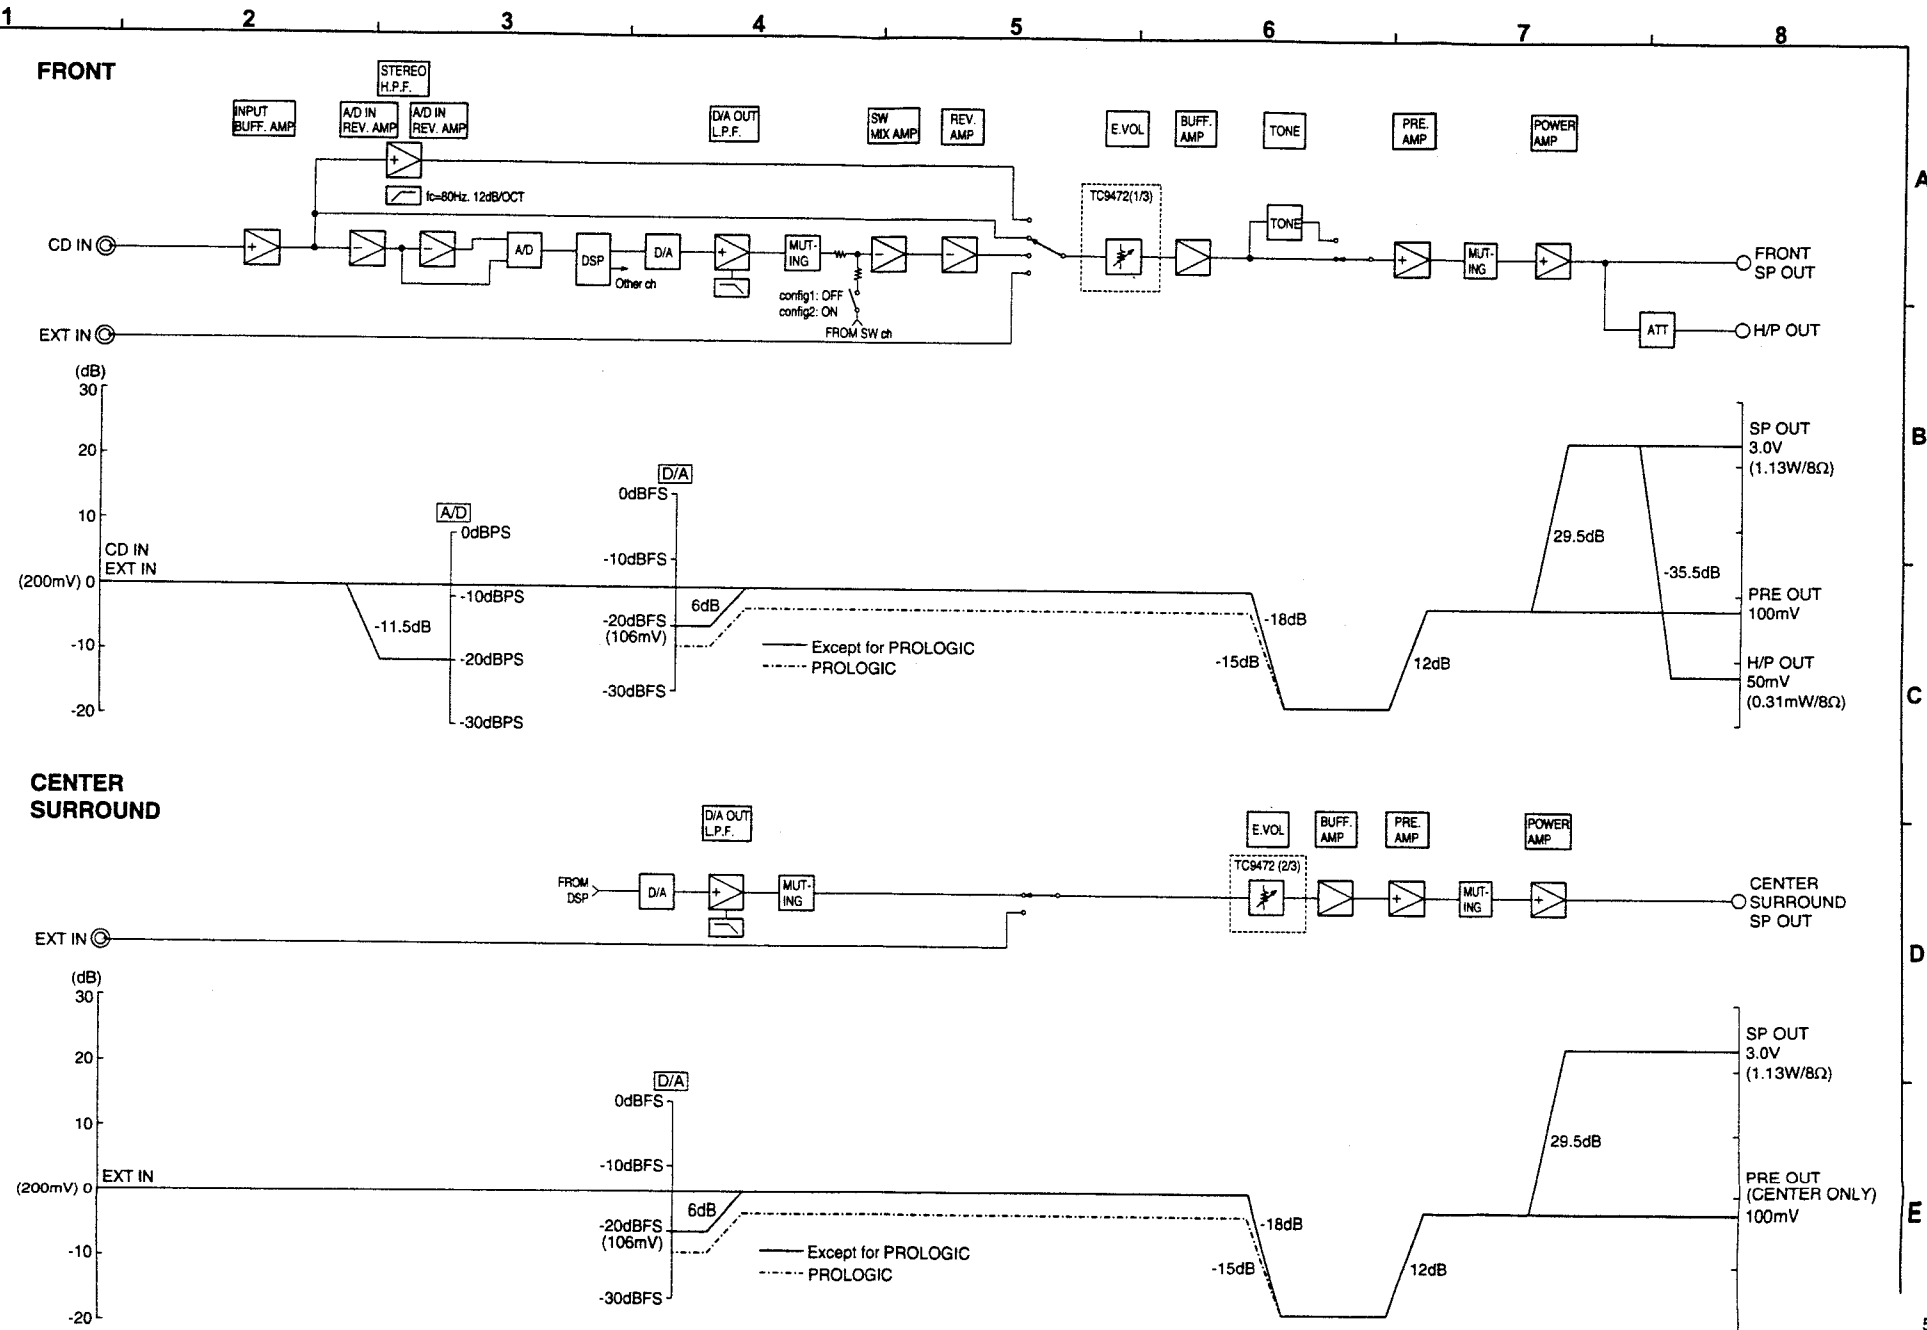 1 2 3 4 5 6 7 8
FRONT
STEREO
H.P.F.
INPUT
BUFF. AMP
A/D IN
REV. AMP
A/D IN
REV. AMP
D/A OUT
L.P.F.
SW
MIX AMP
REV.
AMP
E.VOL
BUFF.
AMP
TONE
PRE.
AMP
POWER
AMP
A
+
fc=80Hz. 12dB/OCT
TC9472(1/3)
TONE
CD IN
+
−
−
A/D
DSP
Other ch
D/A
+
MUT-
ING
−
−
+
MUT-
ING
+
FRONT
SP OUT
config1: OFF
config2: ON
FROM SW ch
EXT IN
ATT
H/P OUT
(dB)
30
20
10
(200mV) 0
-10
-20
CD IN
EXT IN
-11.5dB
A/D
0dBPS
-10dBPS
-20dBPS
-30dBPS
D/A
0dBFS
-10dBFS
-20dBFS
(106mV)
-30dBFS
6dB
Except for PROLOGIC
PROLOGIC
-18dB
-15dB
12dB
29.5dB
-35.5dB
SP OUT
3.0V
(1.13W/8Ω)
PRE OUT
100mV
H/P OUT
50mV
(0.31mW/8Ω)
B
C
CENTER
SURROUND
D/A OUT
L.P.F.
E.VOL
BUFF.
AMP
PRE.
AMP
POWER
AMP
TC9472 (2/3)
FROM
DSP
D/A
+
MUT-
ING
+
MUT-
ING
+
CENTER
SURROUND
SP OUT
EXT IN
D
(dB)
30
20
10
(200mV) 0
-10
-20
EXT IN
D/A
0dBFS
-10dBFS
-20dBFS
(106mV)
-30dBFS
6dB
Except for PROLOGIC
PROLOGIC
-18dB
-15dB
12dB
29.5dB
SP OUT
3.0V
(1.13W/8Ω)
PRE OUT
(CENTER ONLY)
100mV
E